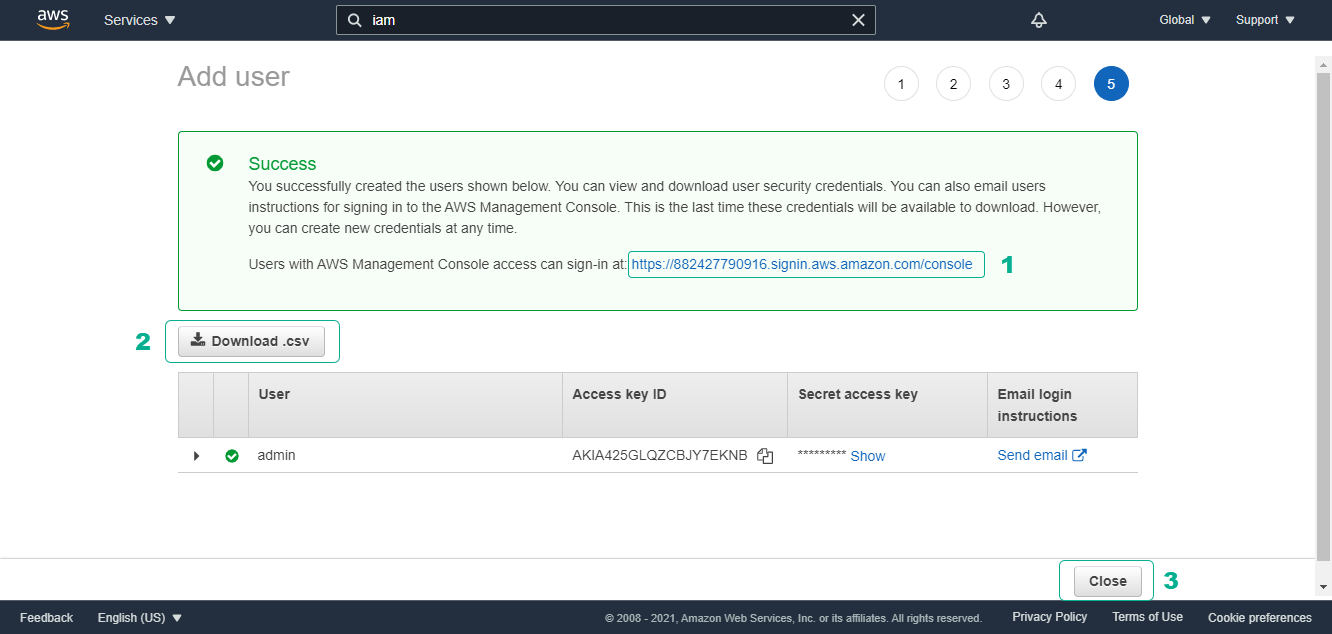 aws Services iam Global Support
Add user
1 2 3 4 5
Success
You successfully created the users shown below. You can view and download user security credentials. You can also email users
instructions for signing in to the AWS Management Console. This is the last time these credentials will be available to download. However,
you can create new credentials at any time.
Users with AWS Management Console access can sign-in at: https://882427790916.signin.aws.amazon.com/console 1
2 Download .csv
User Access key ID Secret access key Email login
instructions
admin AKIA425GLQZCBJY7EKNB ********* Show Send email
Close 3
Feedback English (US) © 2008 - 2021, Amazon Web Services, Inc. or its affiliates. All rights reserved. Privacy Policy Terms of Use Cookie preferences